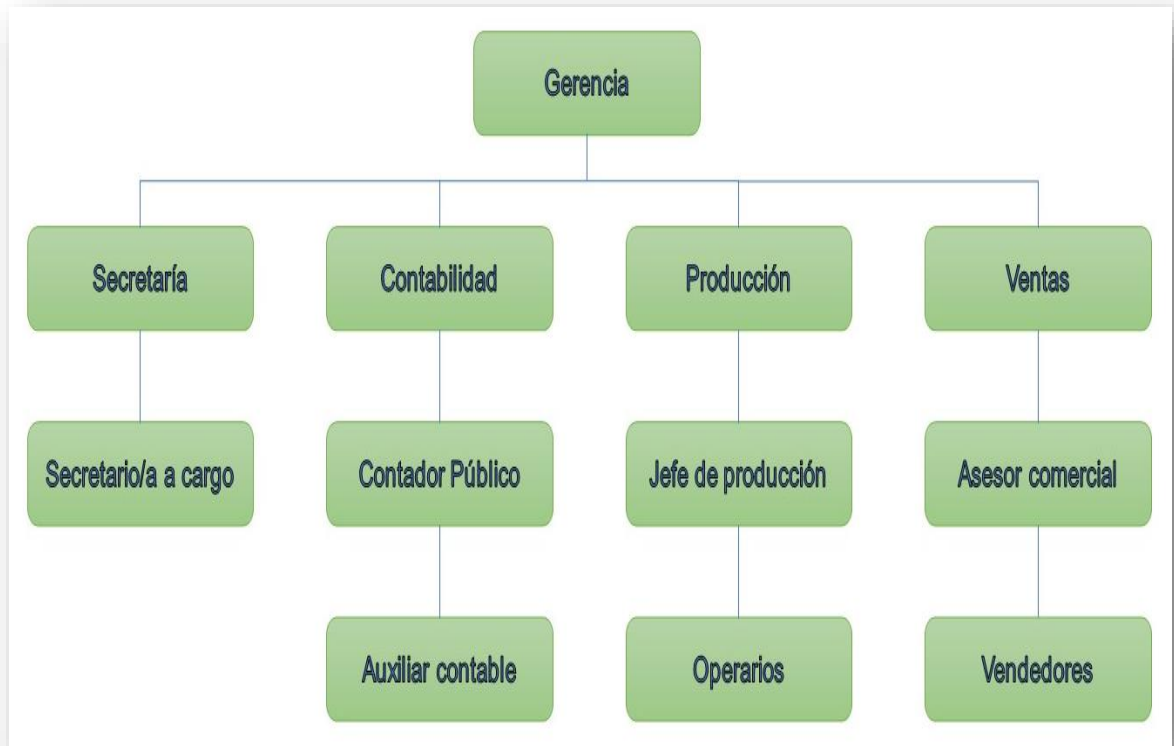 Gerencia
Secretaría
Contabilidad
Producción
Ventas
Secretario/a a cargo
Contador Público
Jefe de producción
Asesor comercial
Auxiliar contable
Operarios
Vendedores